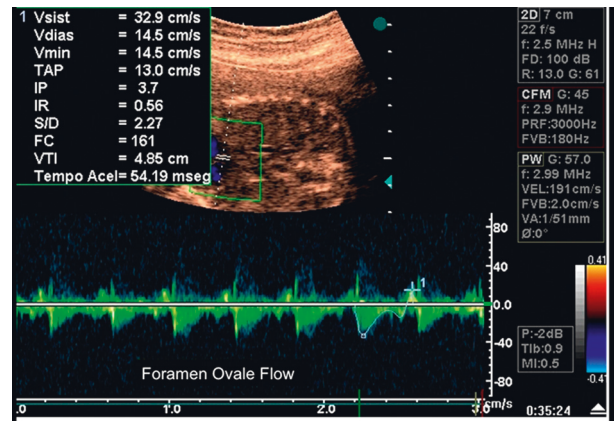 1 Vsist = 32.9 cm/s
Vdias = 14.5 cm/s
Vmin = 14.5 cm/s
TAP = 13.0 cm/s
IP = 3.7
IR = 0.56
S/D = 2.27
FC = 161
VTI = 4.85 cm
Tempo Acel= 54.19 mseg
2D 7 cm
22 f/s
f: 2.5 MHz H
FD: 100 dB
R: 13.0 G: 61
CFM G: 45
f: 2.9 MHz
PRF:3000Hz
FVB:180Hz
PW G: 57.0
f: 2.99 MHz
VEL:191cm/s
FVB:2.0cm/s
VA:1/51mm
Ø:0°
80
40
1
0.0
-40
-80
cm/s
0.41
-0.41
P:-2dB
TIb:0.9
MI:0.5
Foramen Ovale Flow
.0 1.0 2.0 3.0
0:35:24